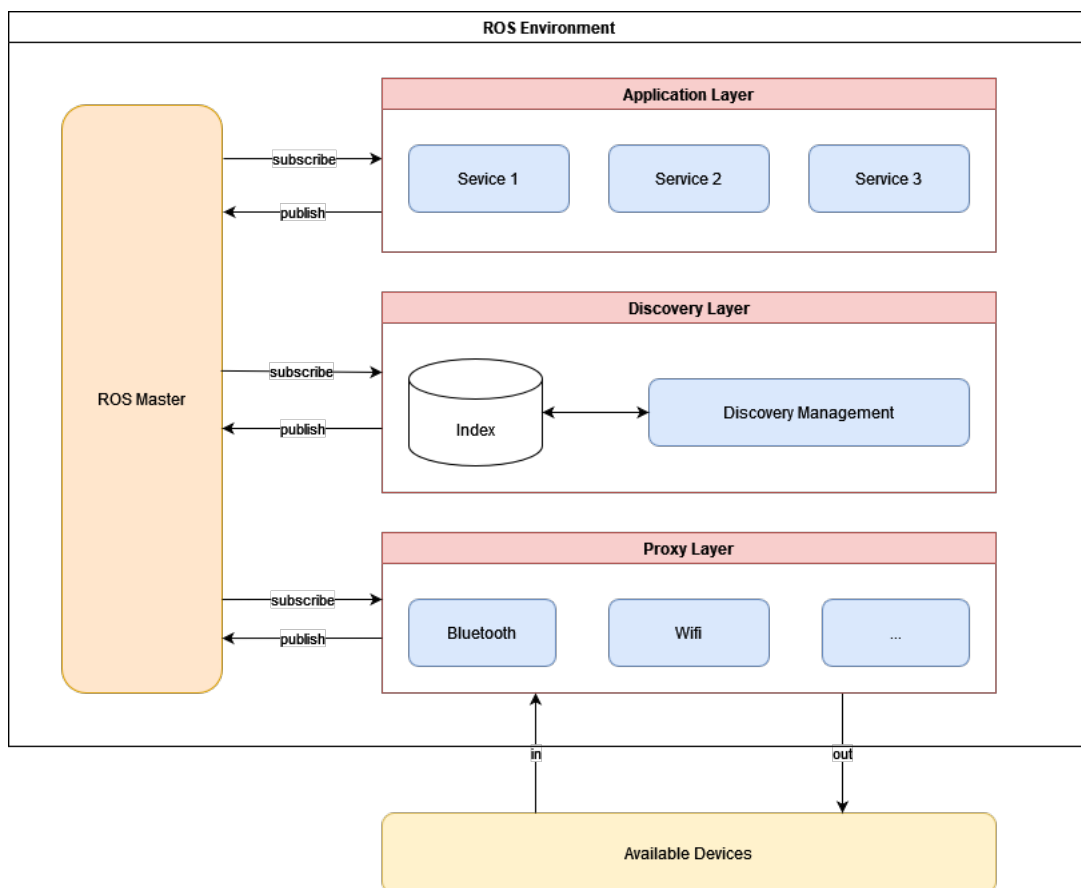 ROS Environment
Application Layer
subscribe
Sevice 1
Service 2
Service 3
publish
Discovery Layer
subscribe
ROS Master
Index
Discovery Management
publish
Proxy Layer
subscribe
Bluetooth
Wifi
...
publish
in
out
Available Devices